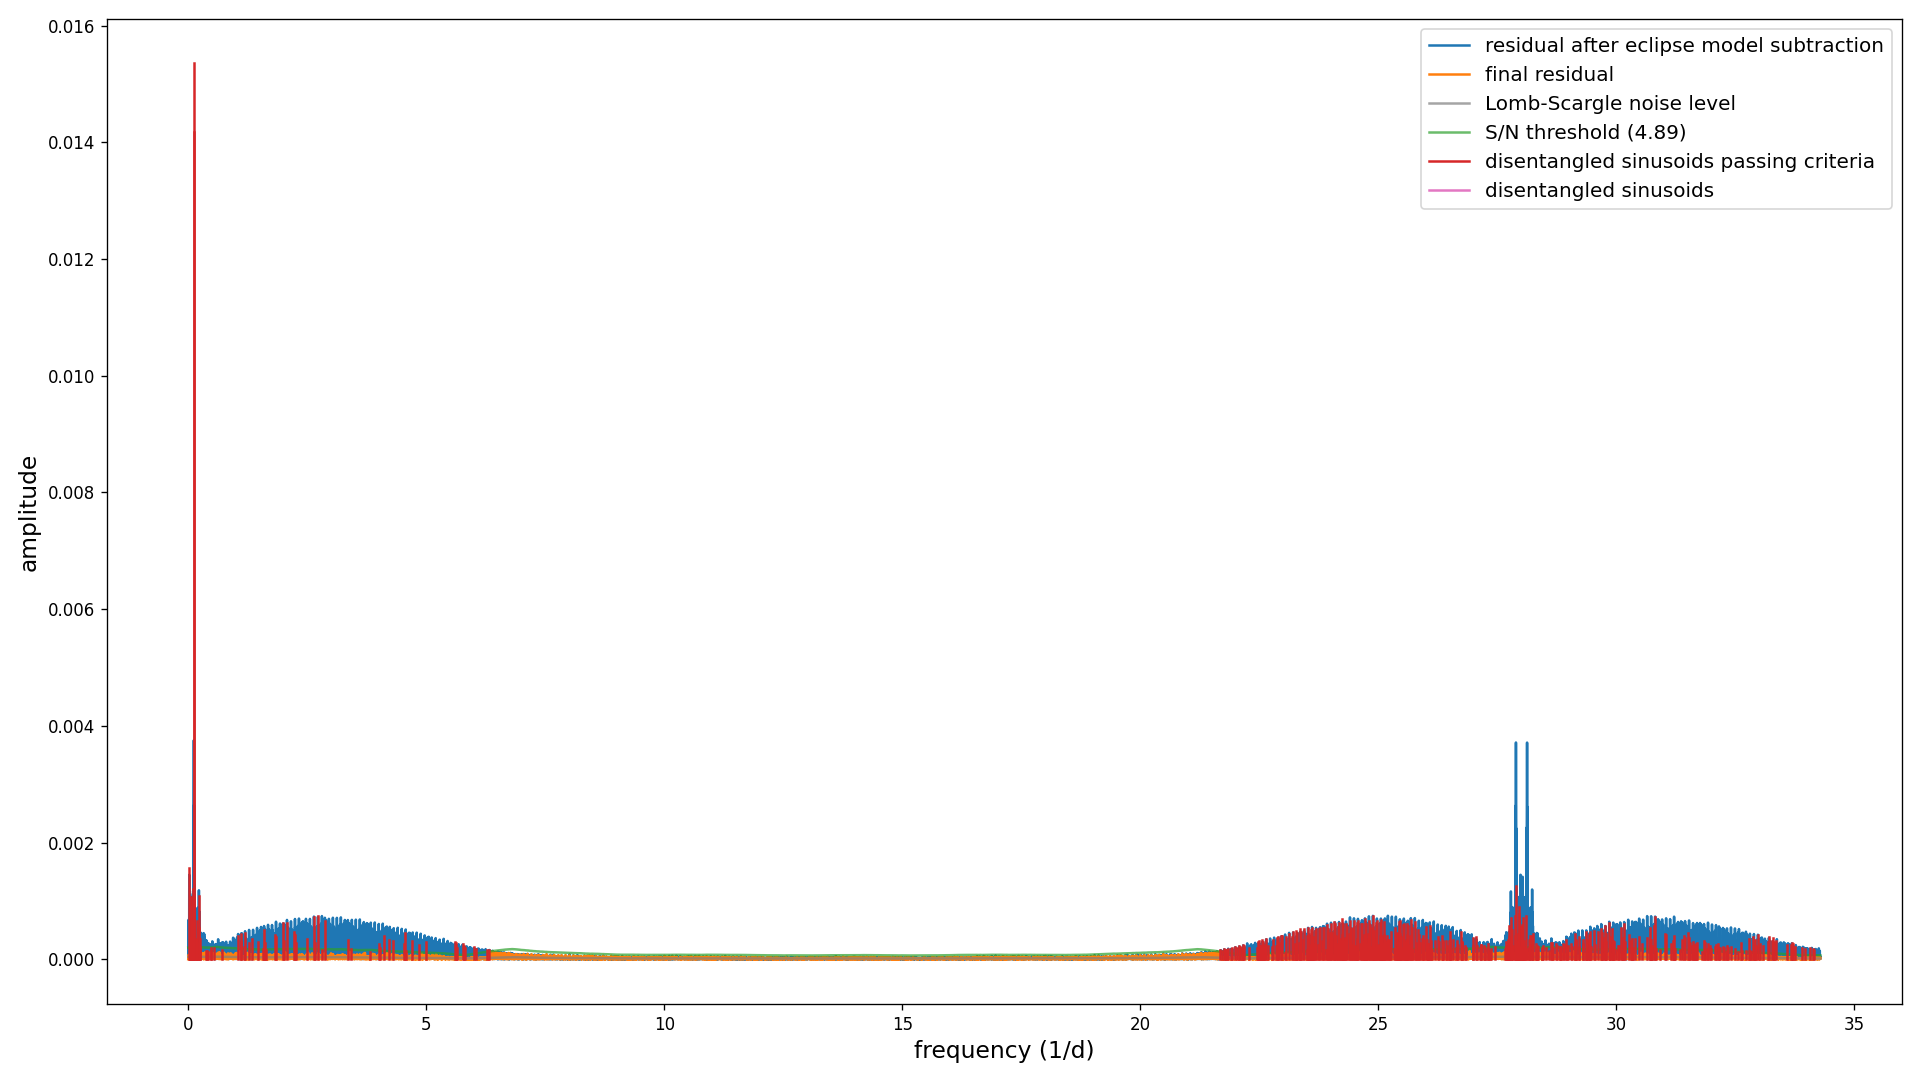 0.016
0.014
0.012
0.010
0.008
0.006
0.004
0.002
0.000
amplitude
0 5 10 15 20 25 30 35
frequency (1/d)
residual after eclipse model subtraction
final residual
Lomb-Scargle noise level
S/N threshold (4.89)
disentangled sinusoids passing criteria
disentangled sinusoids